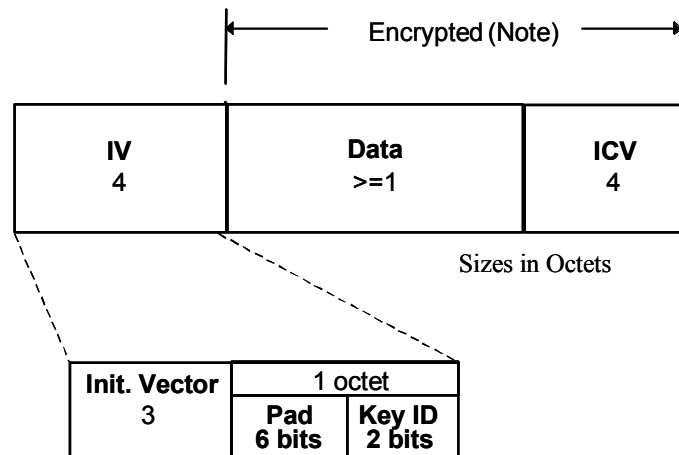 Encrypted (Note)
IV
4
Data
>=1
ICV
4
Sizes in Octets
Init. Vector
3
1 octet
Pad
6 bits
Key ID
2 bits